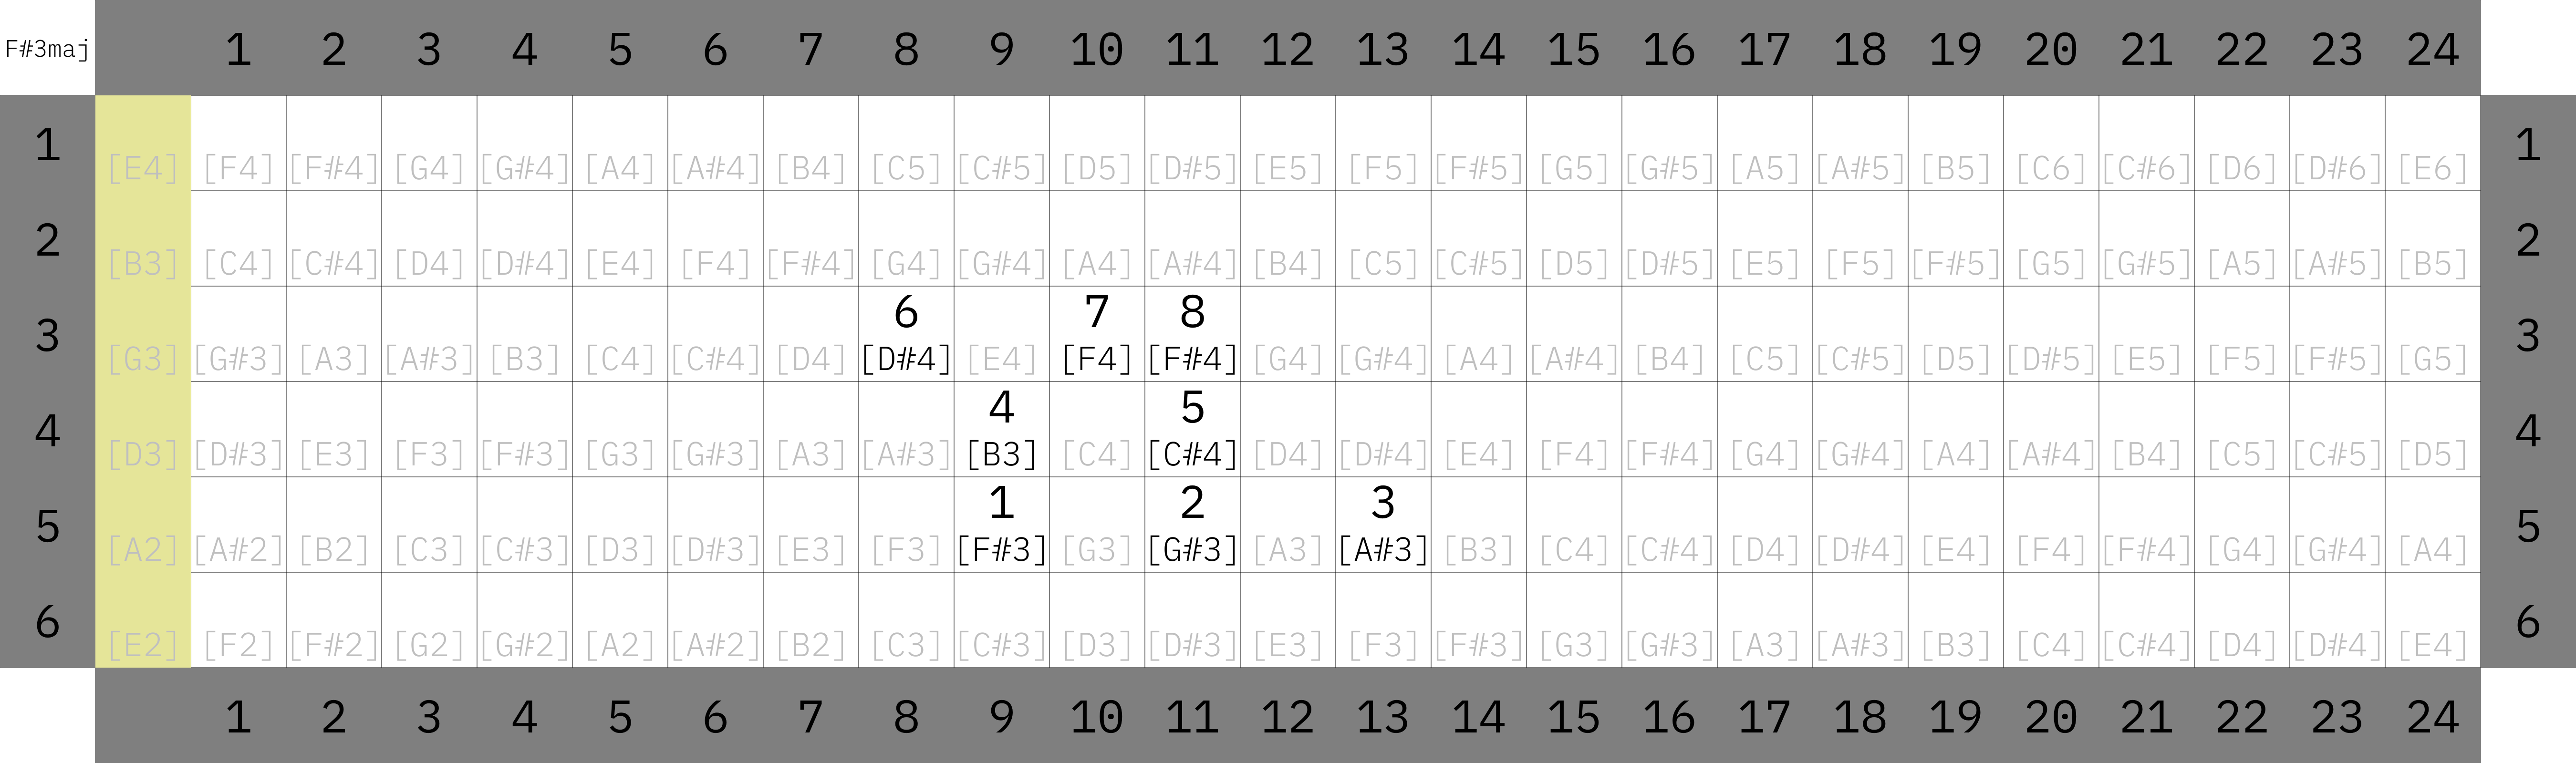 F#3maj 1 2 3 4 5 6 7 8 9 10 11 12 13 14 15 16 17 18 19 20 21 22 23 24
1 [E4] [F4] [F#4] [G4] [G#4] [A4] [A#4] [B4] [C5] [C#5] [D5] [D#5] [E5] [F5] [F#5] [G5] [G#5] [A5] [A#5] [B5] [C6] [C#6] [D6] [D#6] [E6] 1
2 [B3] [C4] [C#4] [D4] [D#4] [E4] [F4] [F#4] [G4] [G#4] [A4] [A#4] [B4] [C5] [C#5] [D5] [D#5] [E5] [F5] [F#5] [G5] [G#5] [A5] [A#5] [B5] 2
6 7 8
3 [G3] [G#3] [A3] [A#3] [B3] [C4] [C#4] [D4] [D#4] [E4] [F4] [F#4] [G4] [G#4] [A4] [A#4] [B4] [C5] [C#5] [D5] [D#5] [E5] [F5] [F#5] [G5] 3
4 5
4 [D3] [D#3] [E3] [F3] [F#3] [G3] [G#3] [A3] [A#3] [B3] [C4] [C#4] [D4] [D#4] [E4] [F4] [F#4] [G4] [G#4] [A4] [A#4] [B4] [C5] [C#5] [D5] 4
1 2 3
5 [A2] [A#2] [B2] [C3] [C#3] [D3] [D#3] [E3] [F3] [F#3] [G3] [G#3] [A3] [A#3] [B3] [C4] [C#4] [D4] [D#4] [E4] [F4] [F#4] [G4] [G#4] [A4] 5
6 [E2] [F2] [F#2] [G2] [G#2] [A2] [A#2] [B2] [C3] [C#3] [D3] [D#3] [E3] [F3] [F#3] [G3] [G#3] [A3] [A#3] [B3] [C4] [C#4] [D4] [D#4] [E4] 6
1 2 3 4 5 6 7 8 9 10 11 12 13 14 15 16 17 18 19 20 21 22 23 24